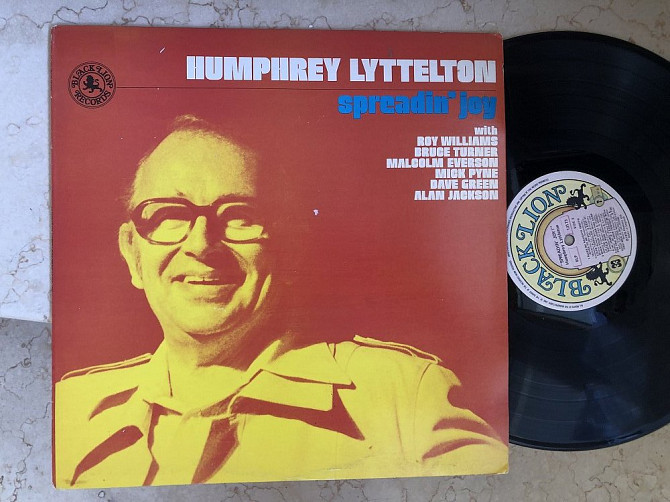 HUMPHREY LYTTELTON
BLACK LION
RECORDS
spreadin' joy
with
ROY WILLIAMS
BRUCE TURNER
MALCOLM EVERSON
MICK PYNE
DAVE GREEN
ALAN JACKSON
BLACK LION